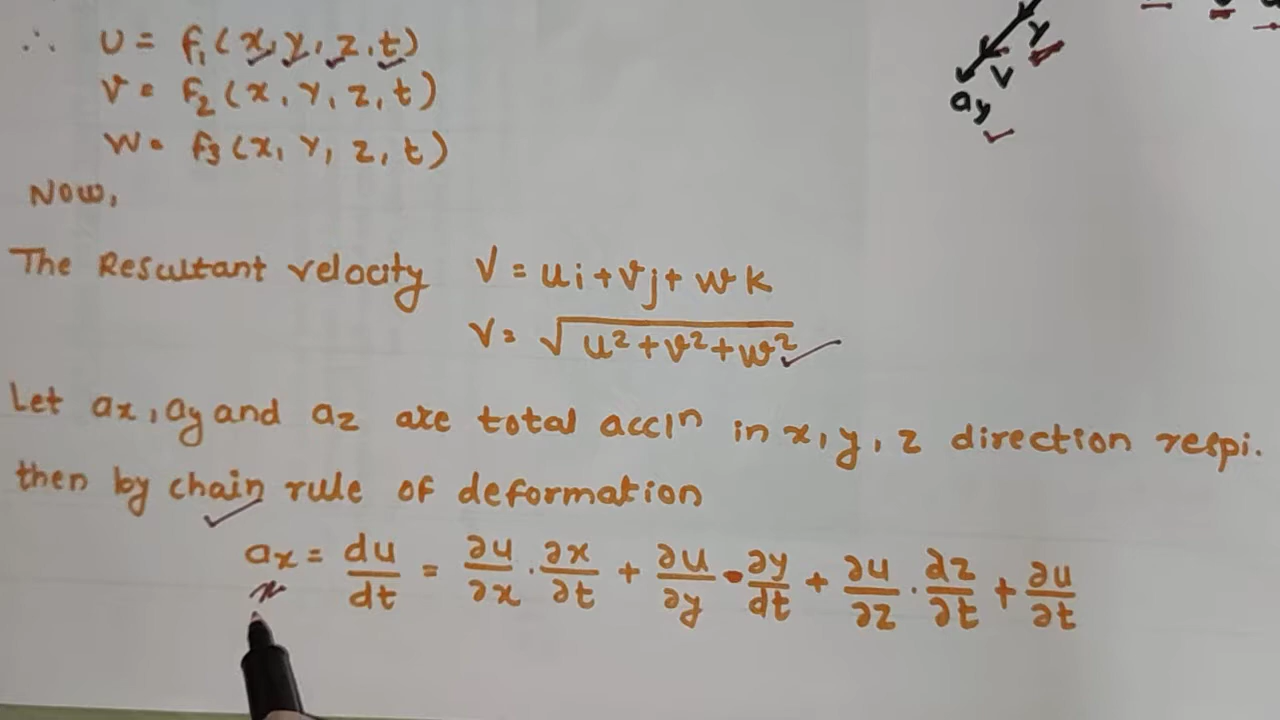 ∴ U = f₁(x, y, z, t)
V = f₂(x, y, z, t)
W = f₃(x, y, z, t)
y
V
ay
Now,
The Resultant velocity V = ui + vj + wk
V = √(u² + v² + w²)
Let ax, ay and az are total accln in x, y, z direction respi.
then by chain rule of deformation
ax = du/dt = ∂u/∂x · ∂x/∂t + ∂u/∂y · ∂y/dt + ∂u/∂z · dz/∂t + ∂u/∂t